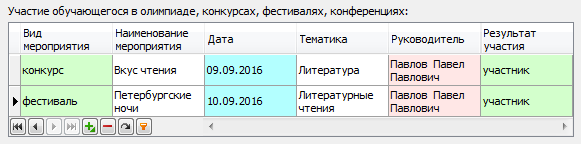 Участие обучающегося в олимпиаде, конкурсах, фестивалях, конференциях:
Вид мероприятия Наименование мероприятия Дата Тематика Руководитель Результат участия
конкурс Вкус чтения 09.09.2016 Литература Павлов Павел Павлович участник
фестиваль Петербургские ночи 10.09.2016 Литературные чтения Павлов Павел Павлович участник